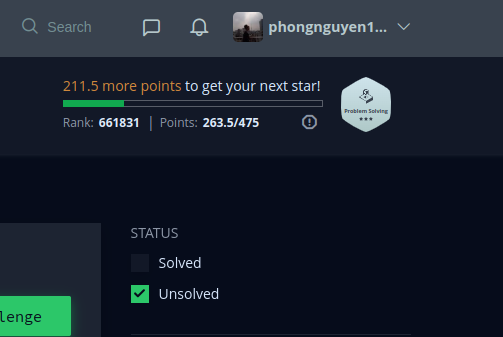 Search
phongnguyen1...
211.5 more points to get your next star!
Problem Solving
Rank: 661831 | Points: 263.5/475
STATUS
Solved
Unsolved
lenge